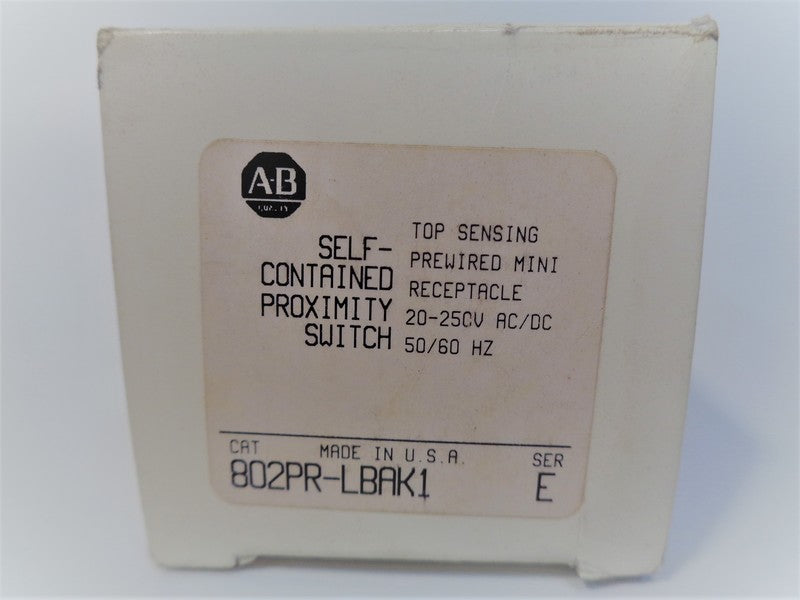 A-B
QUALITY
SELF-
CONTAINED
PROXIMITY
SWITCH
TOP SENSING
PREWIRED MINI
RECEPTACLE
20-250V AC/DC
50/60 HZ
CAT
MADE IN U.S.A.
SER
802PR-LBAK1
E